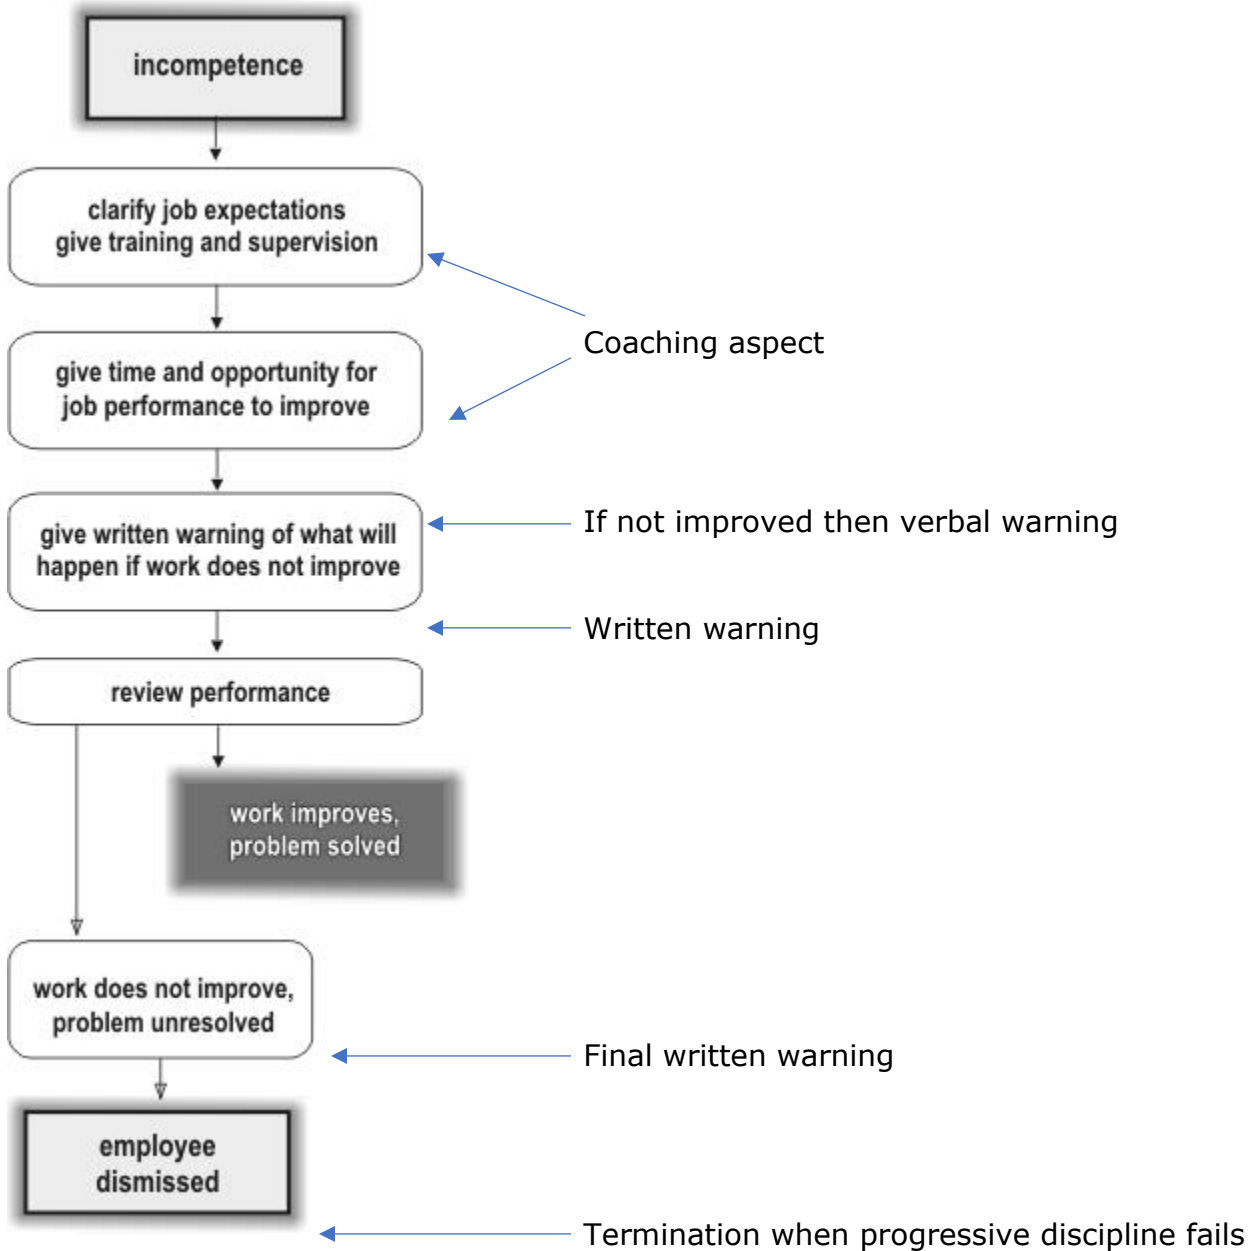 incompetence
clarify job expectations
give training and supervision
Coaching aspect
give time and opportunity for
job performance to improve
If not improved then verbal warning
give written warning of what will
happen if work does not improve
Written warning
review performance
work improves,
problem solved
work does not improve,
problem unresolved
Final written warning
employee
dismissed
Termination when progressive discipline fails